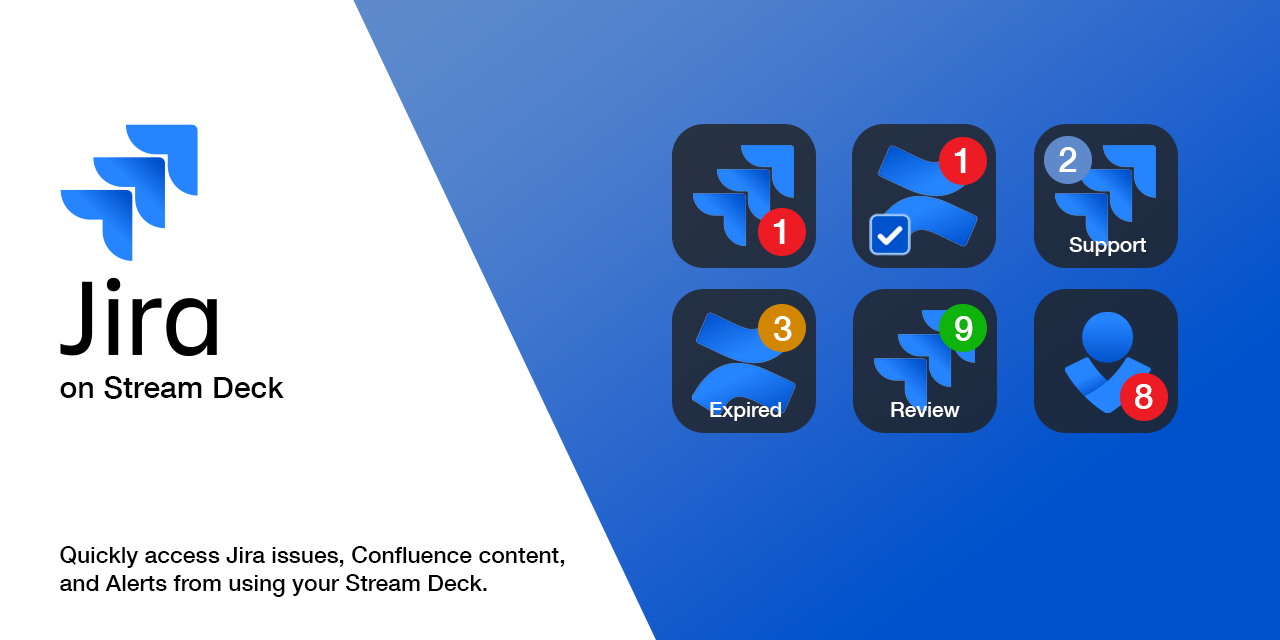 Jira
on Stream Deck
Quickly access Jira issues, Confluence content,
and Alerts from using your Stream Deck.
1
1
2
Support
3
Expired
9
Review
8